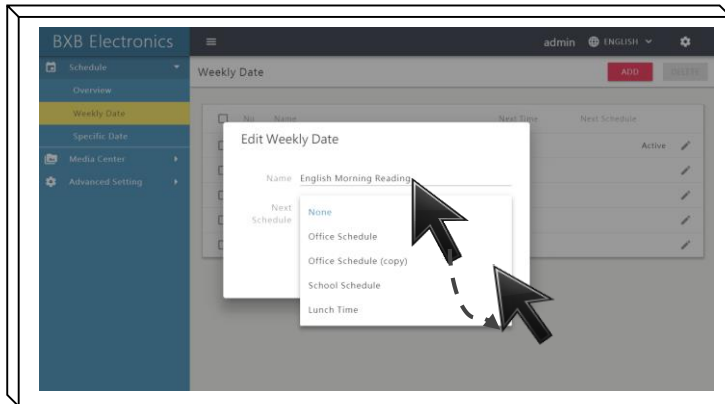 BXB Electronics
admin ENGLISH
Schedule
Overview
Weekly Date
Specific Date
Media Center
Advanced Setting
Weekly Date
ADD DELETE
No Name Next Time Next Schedule
Active
Edit Weekly Date
Name English Morning Reading
Next Schedule
None
Office Schedule
Office Schedule (copy)
School Schedule
Lunch Time